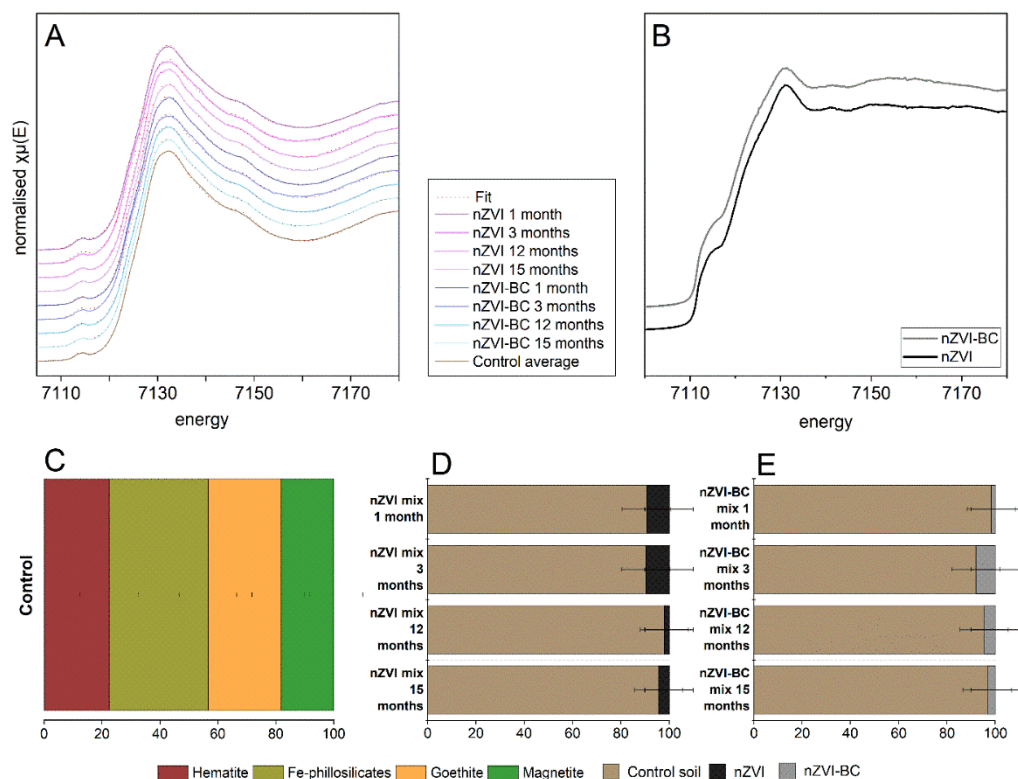 A
normalised χμ(E)
7110 7130 7150 7170
energy
Fit
nZVI 1 month
nZVI 3 months
nZVI 12 months
nZVI 15 months
nZVI-BC 1 month
nZVI-BC 3 months
nZVI-BC 12 months
nZVI-BC 15 months
Control average
B
nZVI-BC
nZVI
7110 7130 7150 7170
energy
C
Control
0 20 40 60 80 100
D
nZVI mix
1 month
nZVI mix
3
months
nZVI mix
12
months
nZVI mix
15
months
0 20 40 60 80 100
E
nZVI-BC
mix 1
month
nZVI-BC
mix 3
months
nZVI-BC
mix 12
months
nZVI-BC
mix 15
months
0 20 40 60 80 100
Hematite Fe-phillosilicates Goethite Magnetite Control soil nZVI nZVI-BC